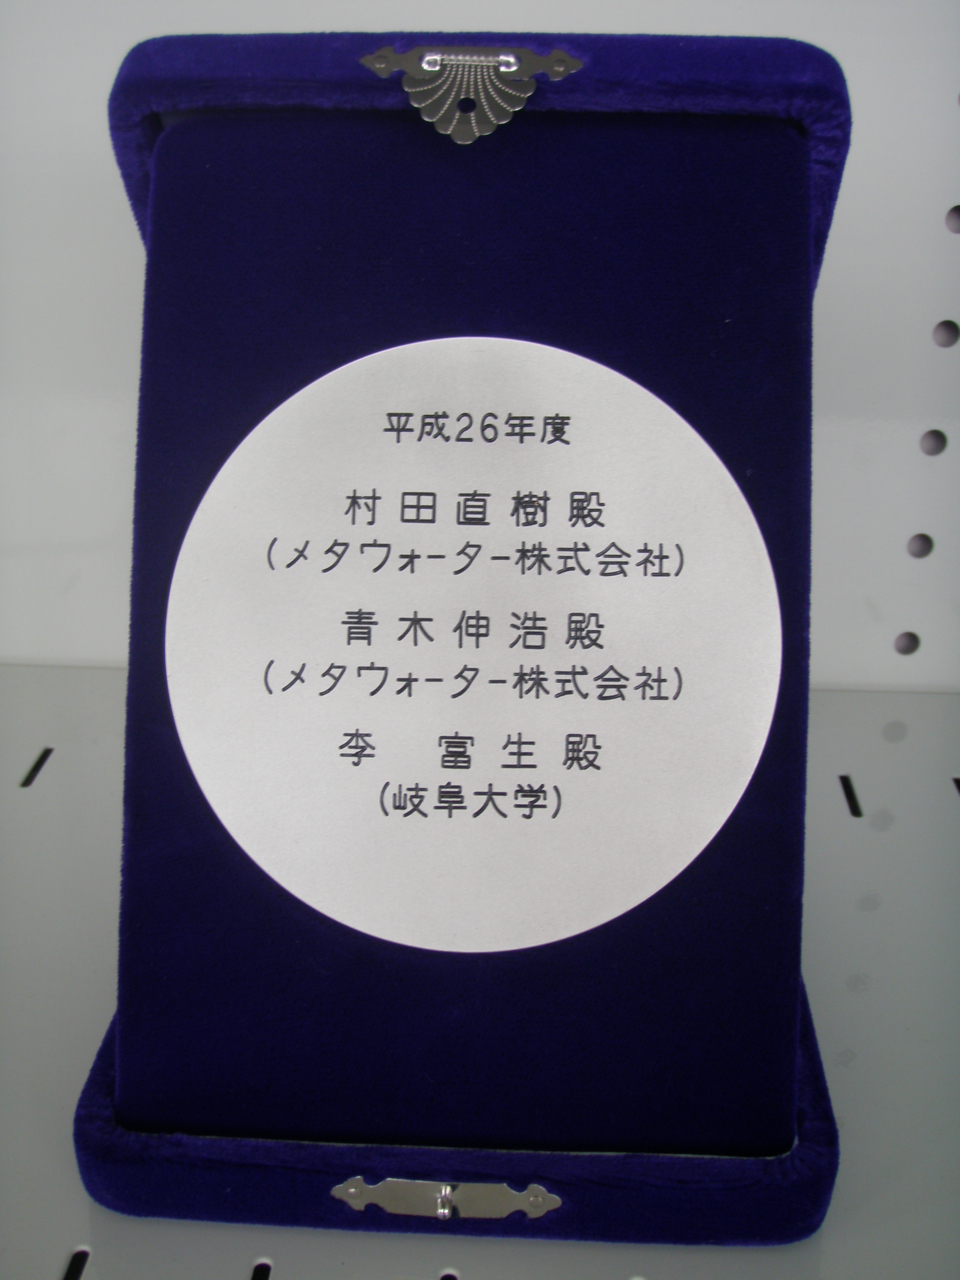 平成26年度
村田直樹殿
(メタウォーター株式会社)
青木伸浩殿
(メタウォーター株式会社)
李 富生殿
(岐阜大学)